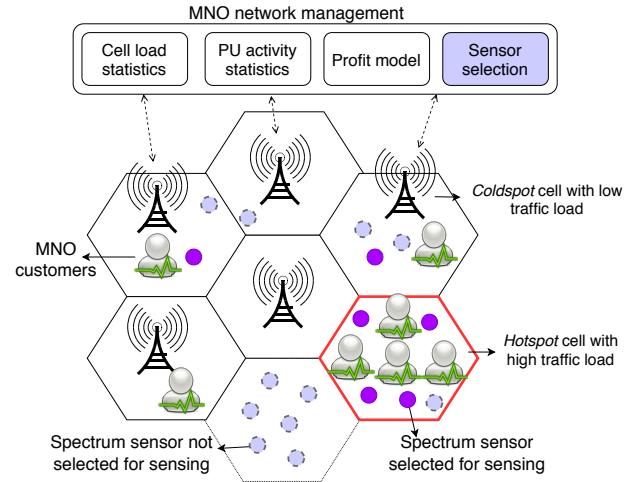 MNO network management
Cell load
statistics
PU activity
statistics
Profit model
Sensor
selection
Coldspot cell with low
traffic load
MNO
customers
Hotspot cell with
high traffic load
Spectrum sensor not
selected for sensing
Spectrum sensor
selected for sensing